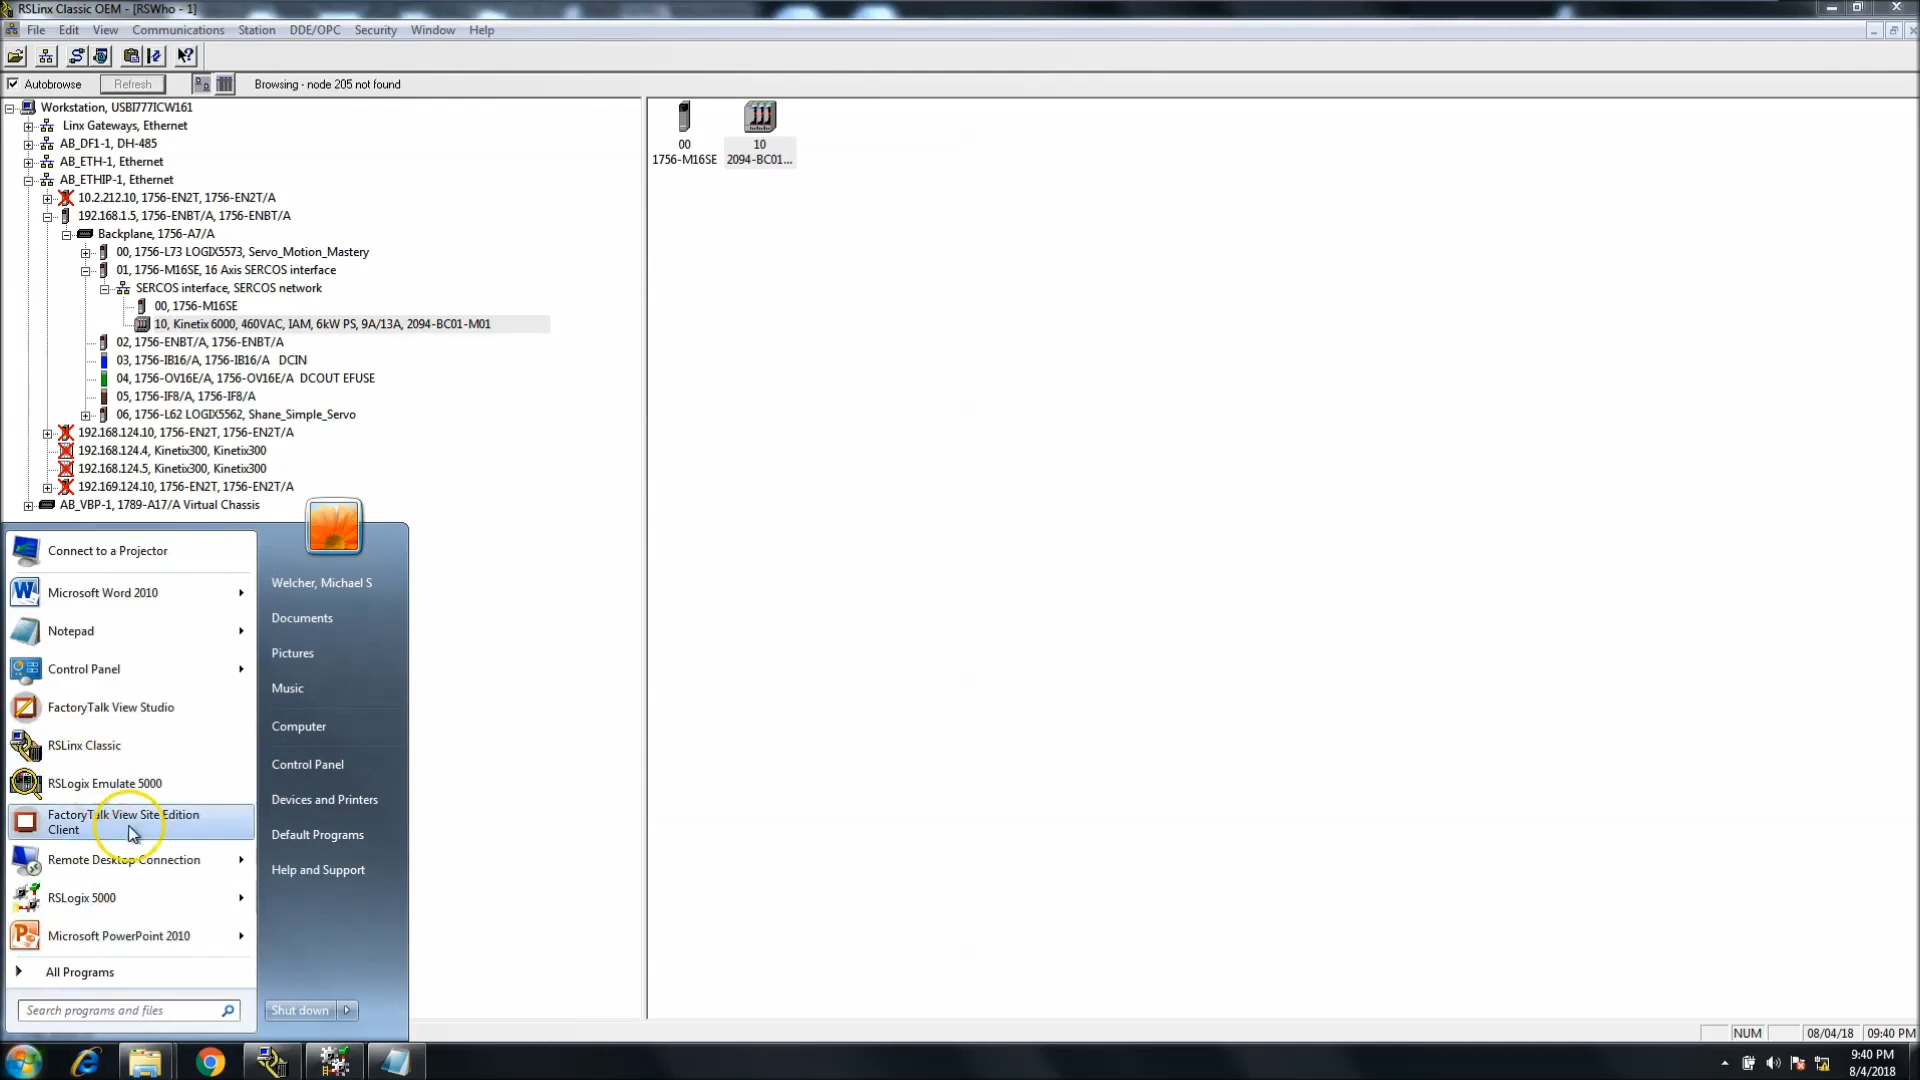 RSLinx Classic OEM - [RSWho - 1]
File Edit View Communications Station DDE/OPC Security Window Help
Autobrowse Refresh Browsing - node 205 not found
Workstation, USBI777ICW161
Linx Gateways, Ethernet
AB_DF1-1, DH-485
AB_ETH-1, Ethernet
AB_ETHIP-1, Ethernet
10.2.212.10, 1756-EN2T, 1756-EN2T/A
192.168.1.5, 1756-ENBT/A, 1756-ENBT/A
Backplane, 1756-A7/A
00, 1756-L73 LOGIX5573, Servo_Motion_Mastery
01, 1756-M16SE, 16 Axis SERCOS interface
SERCOS interface, SERCOS network
00, 1756-M16SE
10, Kinetix 6000, 460VAC, IAM, 6kW PS, 9A/13A, 2094-BC01-M01
02, 1756-ENBT/A, 1756-ENBT/A
03, 1756-IB16/A, 1756-IB16/A DCIN
04, 1756-OV16E/A, 1756-OV16E/A DCOUT EFUSE
05, 1756-IF8/A, 1756-IF8/A
06, 1756-L62 LOGIX5562, Shane_Simple_Servo
192.168.124.10, 1756-EN2T, 1756-EN2T/A
192.168.124.4, Kinetix300, Kinetix300
192.168.124.5, Kinetix300, Kinetix300
192.169.124.10, 1756-EN2T, 1756-EN2T/A
AB_VBP-1, 1789-A17/A Virtual Chassis
00
1756-M16SE
10
2094-BC01...
Connect to a Projector
Microsoft Word 2010
Notepad
Control Panel
FactoryTalk View Studio
RSLinx Classic
RSLogix Emulate 5000
FactoryTalk View Site Edition
Client
Remote Desktop Connection
RSLogix 5000
Microsoft PowerPoint 2010
All Programs
Search programs and files
Welcher, Michael S
Documents
Pictures
Music
Computer
Control Panel
Devices and Printers
Default Programs
Help and Support
Shut down
NUM 08/04/18 09:40 PM
9:40 PM
8/4/2018